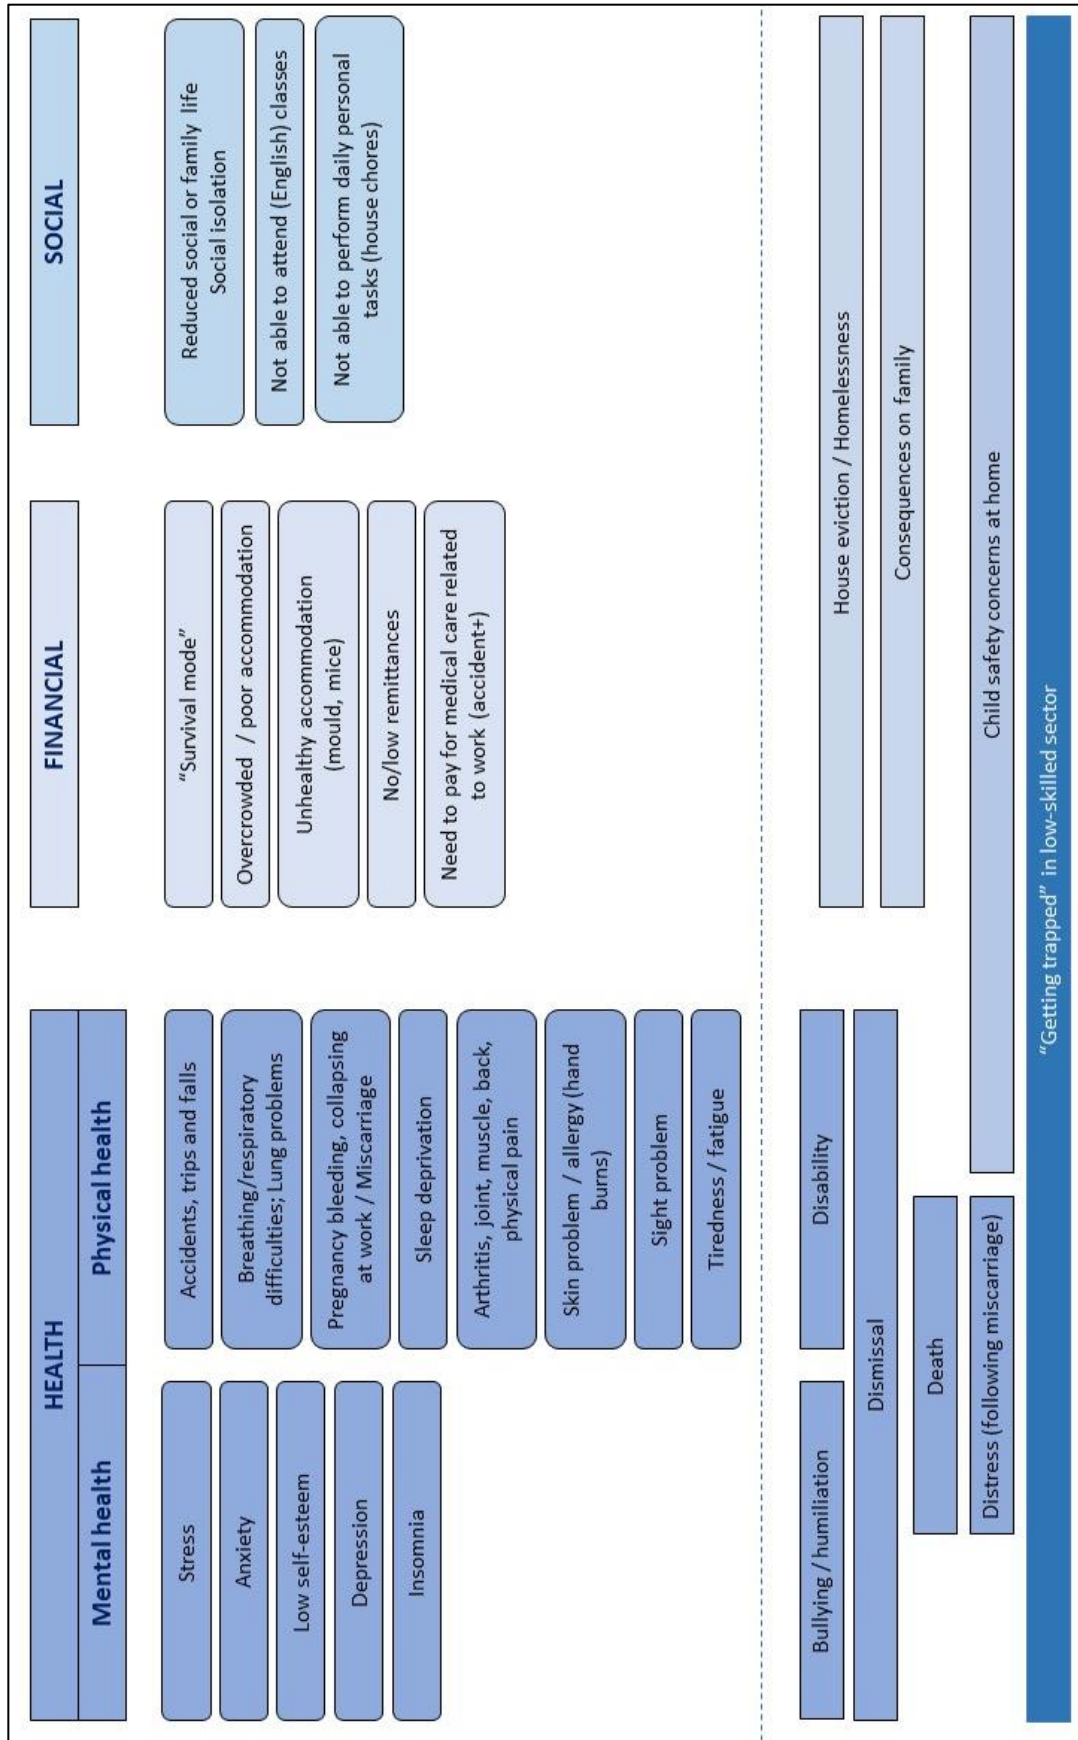 HEALTH
Mental health
Physical health
FINANCIAL
SOCIAL
Stress
Anxiety
Low self-esteem
Depression
Insomnia
Accidents, trips and falls
Breathing/respiratory
difficulties; Lung problems
Pregnancy bleeding, collapsing
at work / Miscarriage
Sleep deprivation
Arthritis, joint, muscle, back,
physical pain
Skin problem / allergy (hand
burns)
Sight problem
Tiredness / fatigue
“Survival mode”
Overcrowded / poor accommodation
Unhealthy accommodation
(mould, mice)
No/low remittances
Need to pay for medical care related
to work (accident+)
Reduced social or family life
Social isolation
Not able to attend (English) classes
Not able to perform daily personal
tasks (house chores)
Bullying / humiliation
Disability
Dismissal
Death
Distress (following miscarriage)
House eviction / Homelessness
Consequences on family
Child safety concerns at home
“Getting trapped” in low-skilled sector